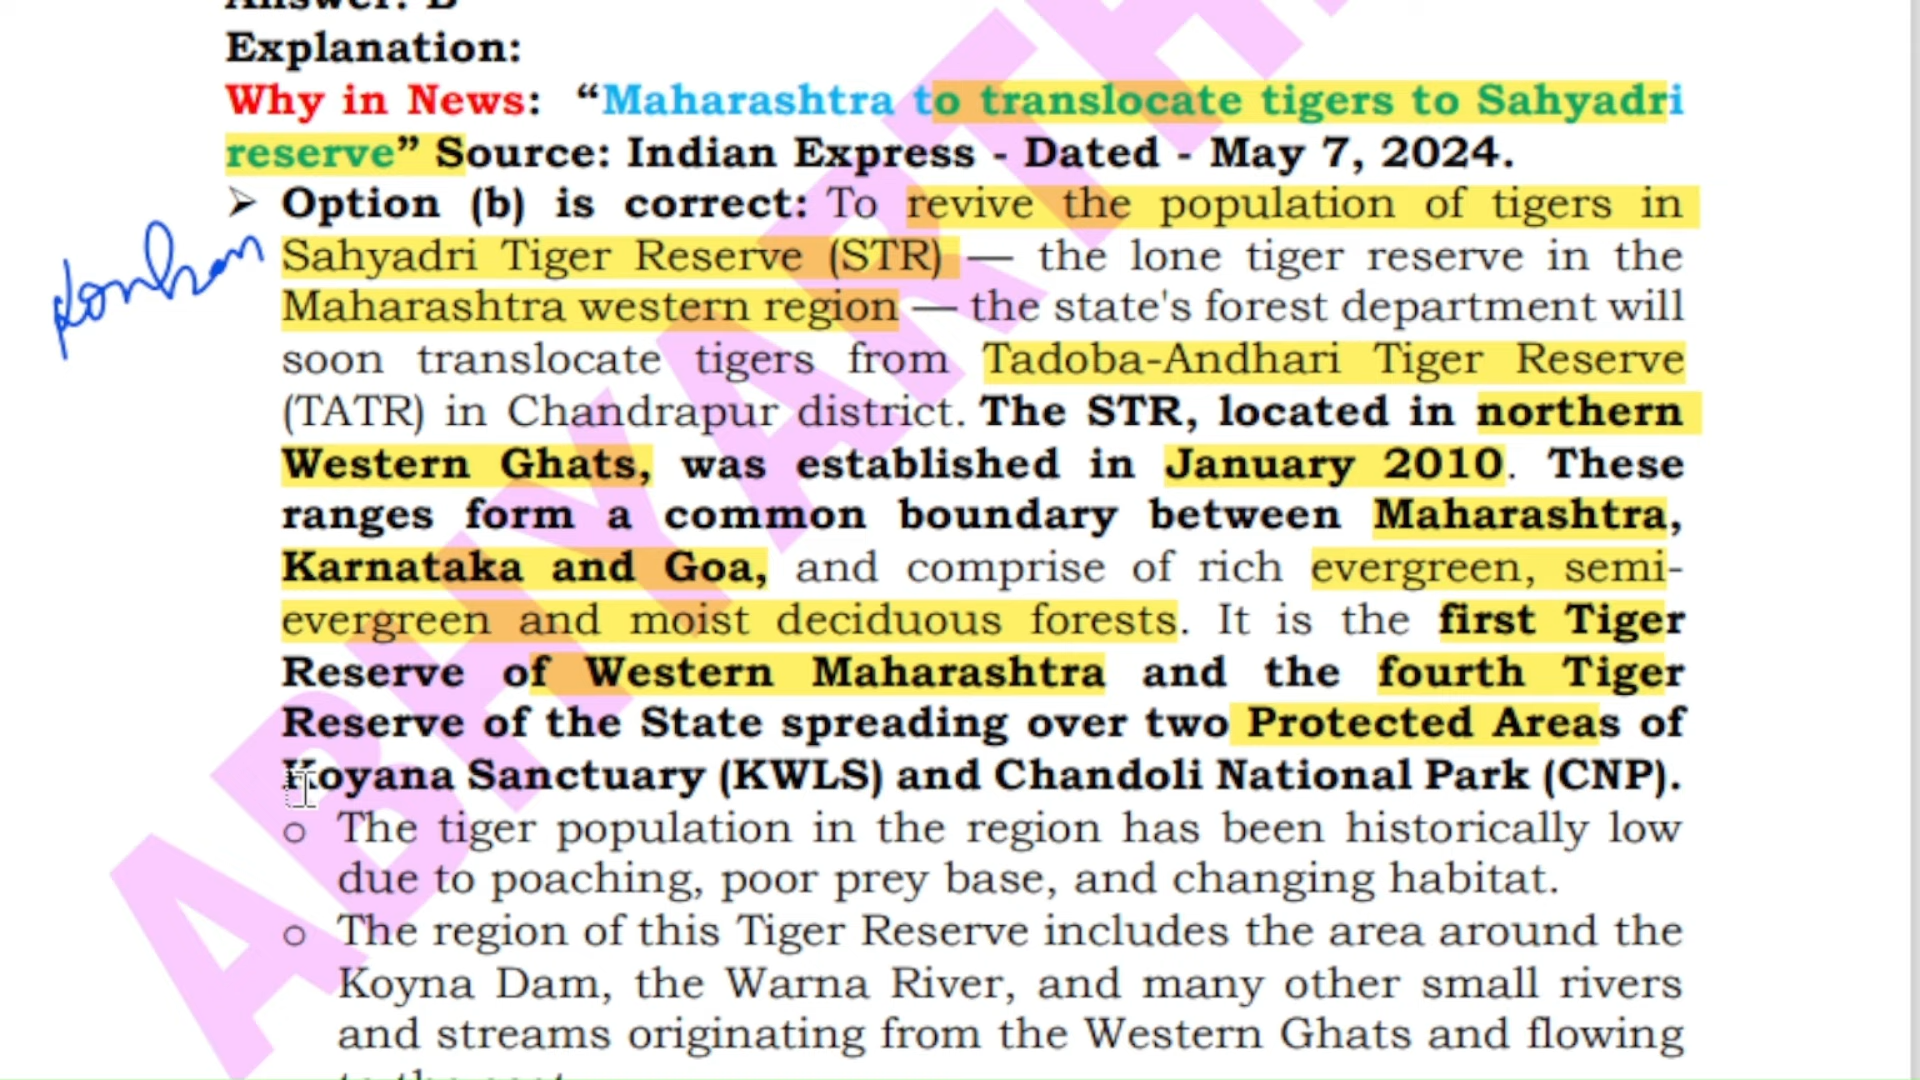 Answer: B
Explanation:
Why in News: “Maharashtra to translocate tigers to Sahyadri
reserve” Source: Indian Express - Dated - May 7, 2024.
➢ Option (b) is correct: To revive the population of tigers in
Sahyadri Tiger Reserve (STR) — the lone tiger reserve in the
Konkan
Maharashtra western region — the state's forest department will
soon translocate tigers from Tadoba-Andhari Tiger Reserve
(TATR) in Chandrapur district. The STR, located in northern
Western Ghats, was established in January 2010. These
ranges form a common boundary between Maharashtra,
Karnataka and Goa, and comprise of rich evergreen, semi-
evergreen and moist deciduous forests. It is the first Tiger
Reserve of Western Maharashtra and the fourth Tiger
Reserve of the State spreading over two Protected Areas of
Koyana Sanctuary (KWLS) and Chandoli National Park (CNP).
o The tiger population in the region has been historically low
due to poaching, poor prey base, and changing habitat.
o The region of this Tiger Reserve includes the area around the
Koyna Dam, the Warna River, and many other small rivers
and streams originating from the Western Ghats and flowing